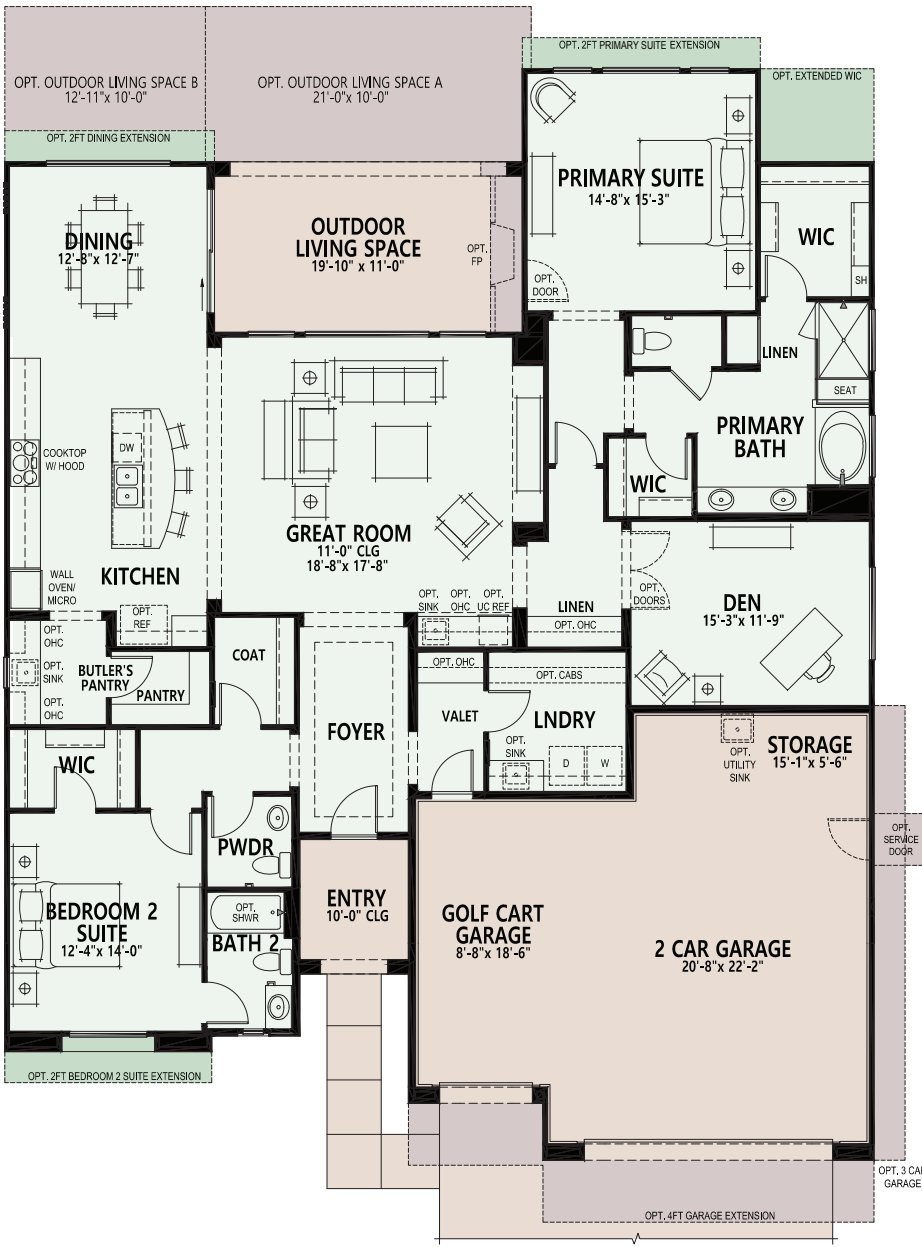 OPT. OUTDOOR LIVING SPACE B
12'-11"x 10'-0"
OPT. OUTDOOR LIVING SPACE A
21'-0"x 10'-0"
OPT. 2FT PRIMARY SUITE EXTENSION
OPT. EXTENDED WIC
OPT. 2FT DINING EXTENSION
DINING
12'-8"x 12'-7"
OUTDOOR
LIVING SPACE
19'-10" x 11'-0"
OPT.
FP
PRIMARY SUITE
14'-8"x 15'-3"
OPT.
DOOR
WIC
SH
LINEN
SEAT
PRIMARY
BATH
WIC
COOKTOP
W/ HOOD
DW
KITCHEN
WALL
OVEN/
MICRO
OPT.
REF
GREAT ROOM
11'-0" CLG
18'-8"x 17'-8"
OPT.
SINK
OPT.
OHC
OPT.
UC REF
LINEN
OPT. OHC
OPT.
DOORS
DEN
15'-3"x 11'-9"
OPT.
OHC
OPT.
SINK
OPT.
OHC
BUTLER'S
PANTRY
PANTRY
COAT
FOYER
OPT. OHC
VALET
OPT. CABS
LNDRY
OPT.
SINK
D
W
OPT.
UTILITY
SINK
STORAGE
15'-1"x 5'-6"
OPT.
SERVICE
DOOR
WIC
PWDR
BEDROOM 2
SUITE
12'-4"x 14'-0"
OPT.
SHWR
BATH 2
ENTRY
10'-0" CLG
GOLF CART
GARAGE
8'-8"x 18'-6"
2 CAR GARAGE
20'-8"x 22'-2"
OPT. 2FT BEDROOM 2 SUITE EXTENSION
OPT. 3 CA
GARAGE
OPT. 4FT GARAGE EXTENSION